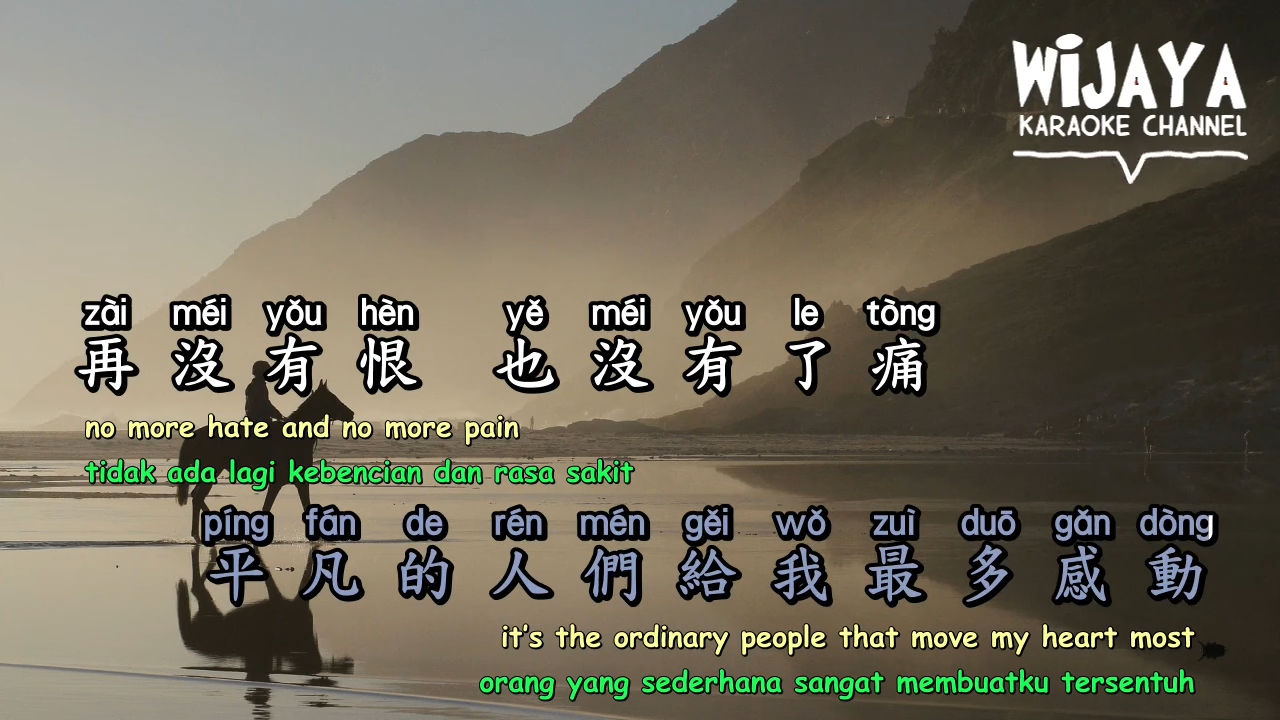 WiJAYA
KARAOKE CHANNEL
zài méi yǒu hèn yě méi yǒu le tòng
再沒有恨 也沒有了痛
no more hate and no more pain
tidak ada lagi kebencian dan rasa sakit
píng fán de rén mén gěi wǒ zuì duō gǎn dòng
平凡的人們給我最多感動
it's the ordinary people that move my heart most
orang yang sederhana sangat membuatku tersentuh